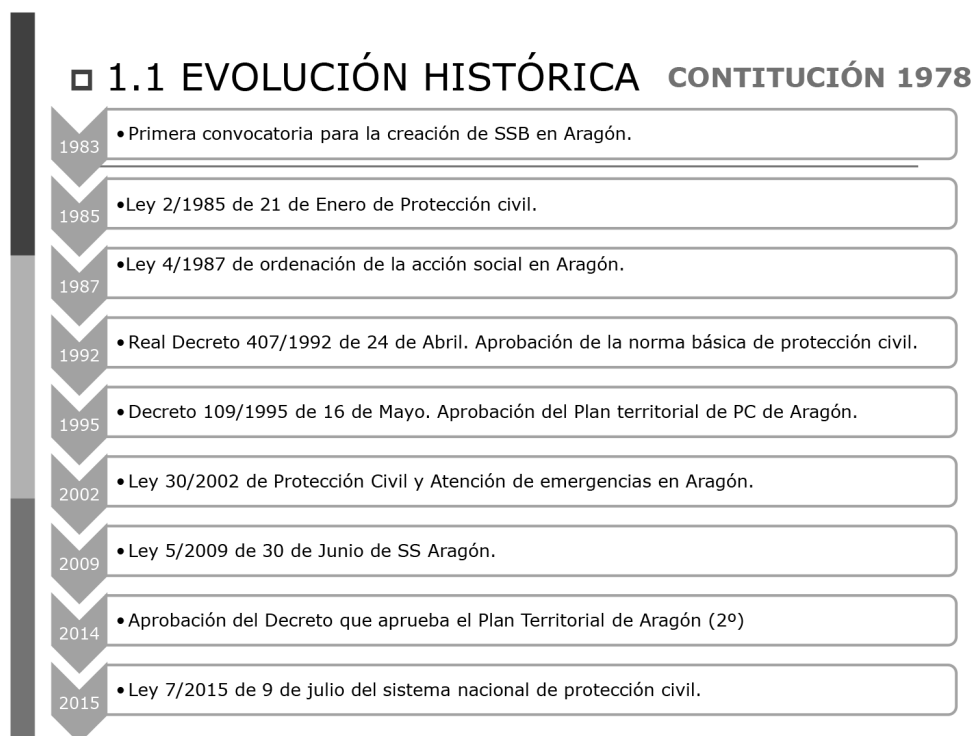 1.1 EVOLUCIÓN HISTÓRICA CONTITUCIÓN 1978
1983 •Primera convocatoria para la creación de SSB en Aragón.
1985 •Ley 2/1985 de 21 de Enero de Protección civil.
1987 •Ley 4/1987 de ordenación de la acción social en Aragón.
1992 •Real Decreto 407/1992 de 24 de Abril. Aprobación de la norma básica de protección civil.
1995 •Decreto 109/1995 de 16 de Mayo. Aprobación del Plan territorial de PC de Aragón.
2002 •Ley 30/2002 de Protección Civil y Atención de emergencias en Aragón.
2009 •Ley 5/2009 de 30 de Junio de SS Aragón.
2014 •Aprobación del Decreto que aprueba el Plan Territorial de Aragón (2º)
2015 •Ley 7/2015 de 9 de julio del sistema nacional de protección civil.